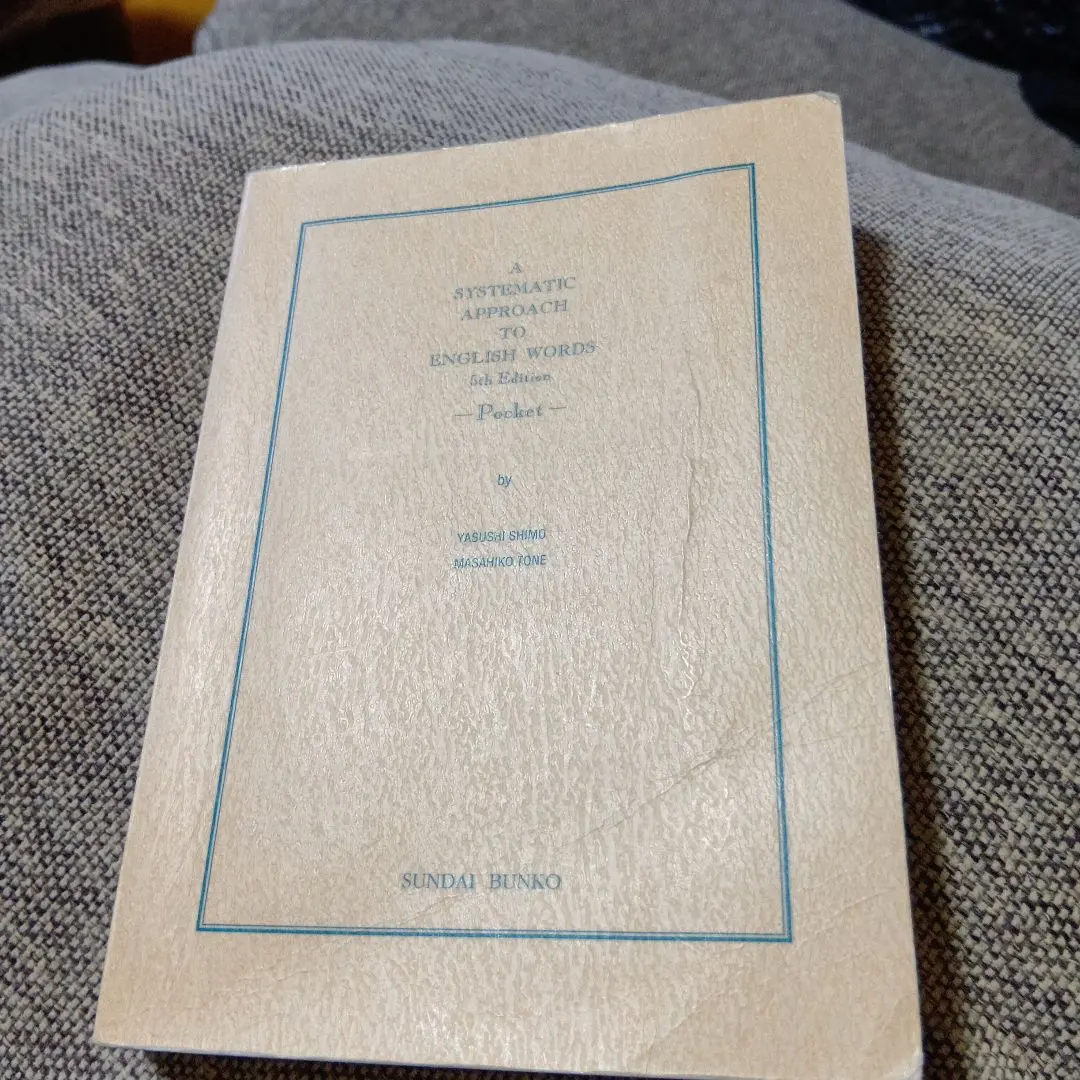 A
SYSTEMATIC
APPROACH
TO
ENGLISH WORDS
5th Edition
— Pocket —
by
YASUSHI SHIMO
MASAHIKO TONE
SUNDAI BUNKO